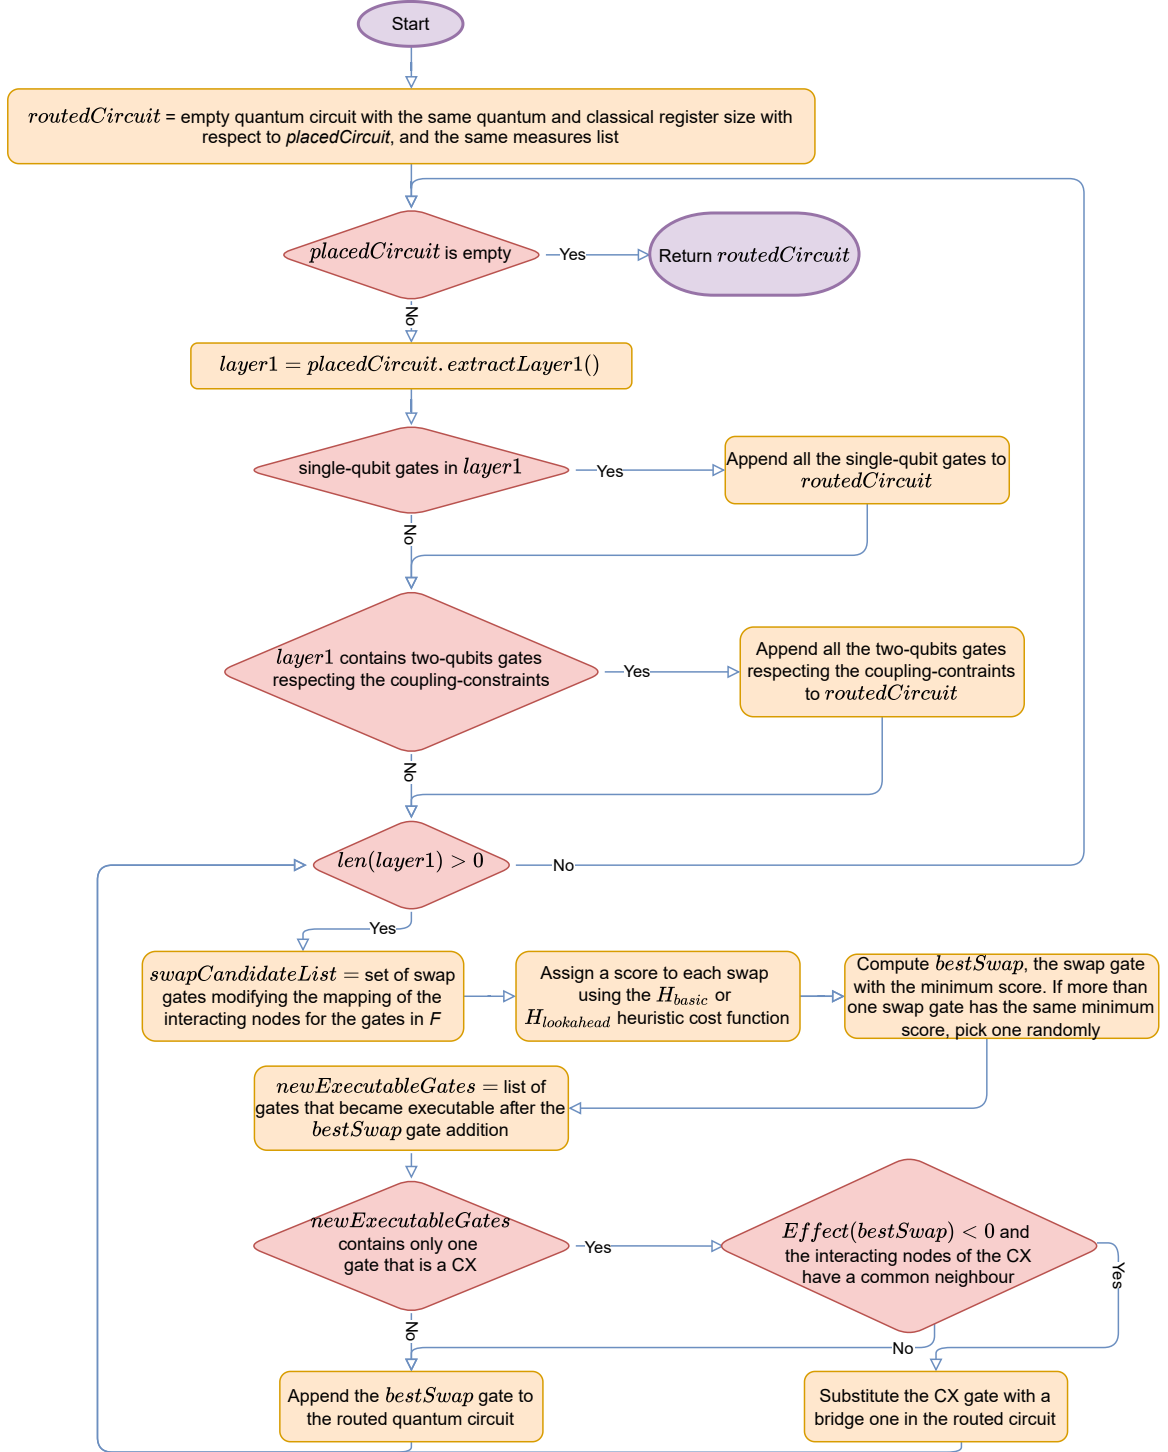 Start
routedCircuit = empty quantum circuit with the same quantum and classical register size with
respect to placedCircuit, and the same measures list
placedCircuit is empty
Yes
Return routedCircuit
No
layer1 = placedCircuit.extractLayer1()
single-qubit gates in layer1
Yes
Append all the single-qubit gates to
routedCircuit
No
layer1 contains two-qubits gates
respecting the coupling-constraints
Yes
Append all the two-qubits gates
respecting the coupling-contraints
to routedCircuit
No
len(layer1) > 0
No
Yes
swapCandidateList = set of swap
gates modifying the mapping of the
interacting nodes for the gates in F
Assign a score to each swap
using the H_basic or
H_lookahead heuristic cost function
Compute bestSwap, the swap gate
with the minimum score. If more than
one swap gate has the same minimum
score, pick one randomly
newExecutableGates = list of
gates that became executable after the
bestSwap gate addition
newExecutableGates
contains only one
gate that is a CX
Yes
Effect(bestSwap) < 0 and
the interacting nodes of the CX
have a common neighbour
Yes
No
No
Append the bestSwap gate to
the routed quantum circuit
Substitute the CX gate with a
bridge one in the routed circuit